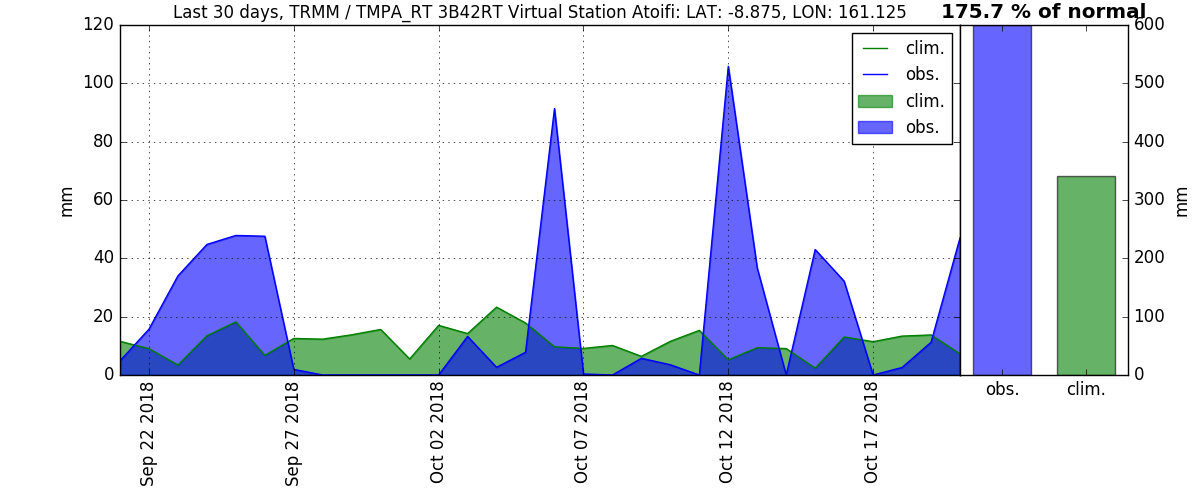 Last 30 days, TRMM / TMPA_RT 3B42RT Virtual Station Atoifi: LAT: -8.875, LON: 161.125
175.7 % of normal
120
100
80
60
40
20
0
mm
clim.
obs.
clim.
obs.
600
500
400
300
200
100
0
mm
obs.
clim.
Sep 22 2018
Sep 27 2018
Oct 02 2018
Oct 07 2018
Oct 12 2018
Oct 17 2018